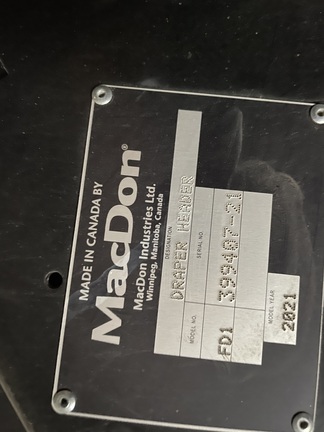 MADE IN CANADA BY
MacDon®
MacDon Industries Ltd.
Winnipeg, Manitoba, Canada
DESIGNATION
DRAPER HEADER
MODEL NO.
SERIAL NO.
FD1
399407-21
MODEL YEAR
2021